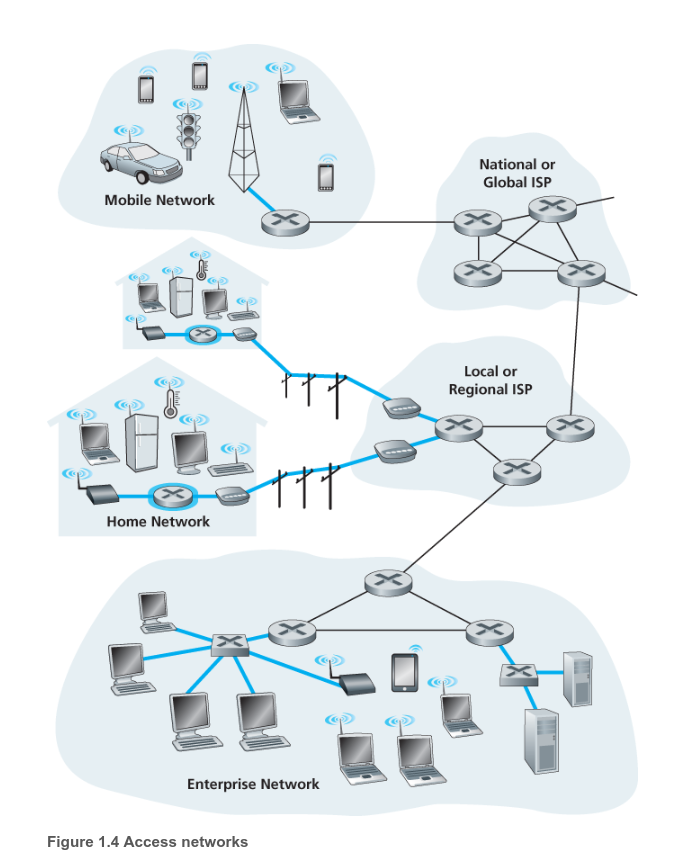 National or
Global ISP
Mobile Network
Local or
Regional ISP
Home Network
Enterprise Network
Figure 1.4 Access networks